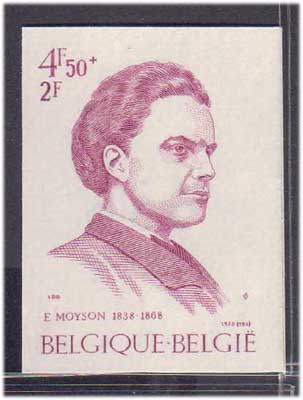 4F50+
2F
E MOYSON 1838-1868
BELGIQUE·BELGIË